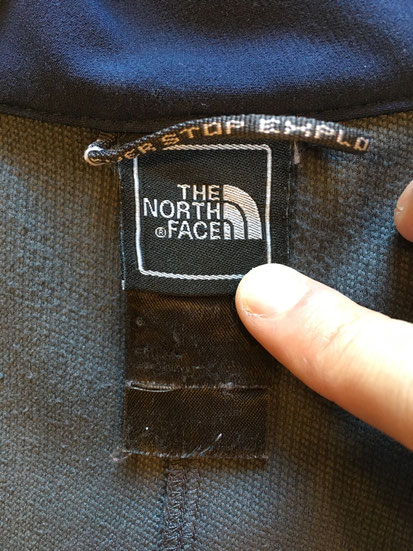 ER STOP EXPLO
THE
NORTH
FACE
®